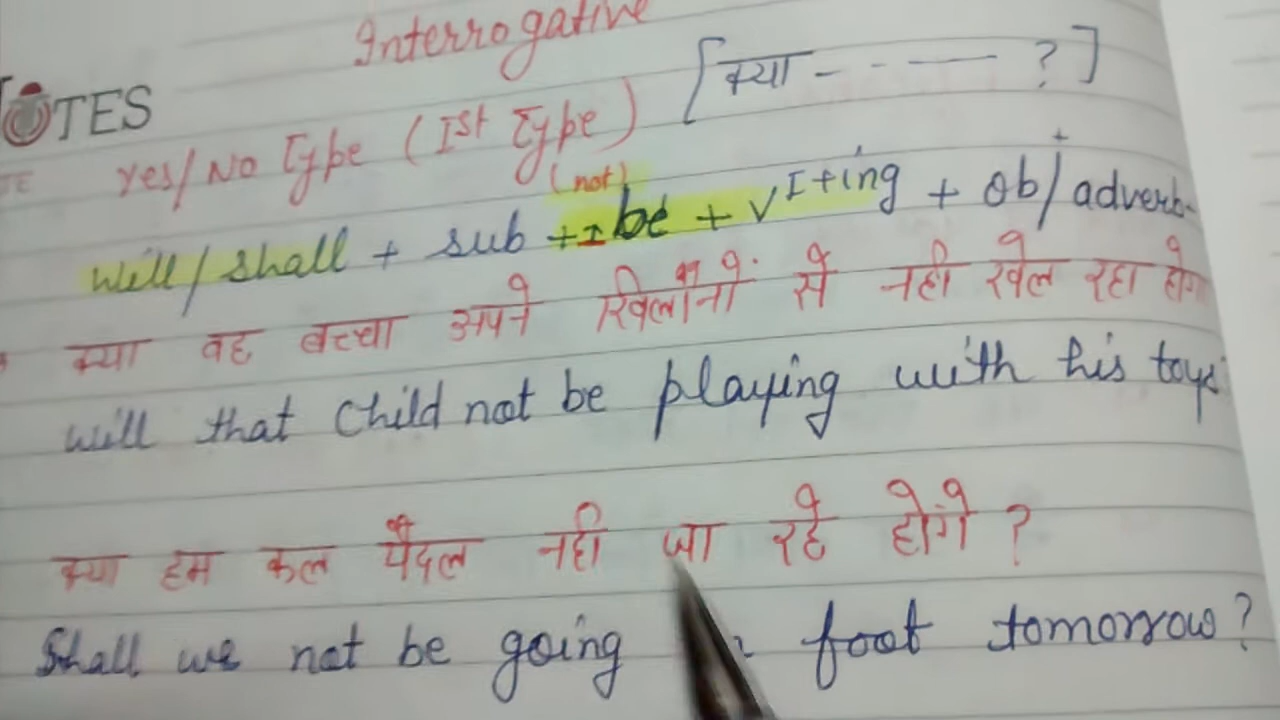 Interrogative
NOTES
Yes/No Type (Ist Type) [क्या - - - — ?]
(not)
Will/Shall + sub + be + V I+ing + Ob/adverb
क्या वह बच्चा अपने खिलौनों से नही खेल रहा होगा
will that Child not be playing with his toys
क्या हम कल पैदल नही जा रहे होगे ?
Shall we not be going foot tomorrow?